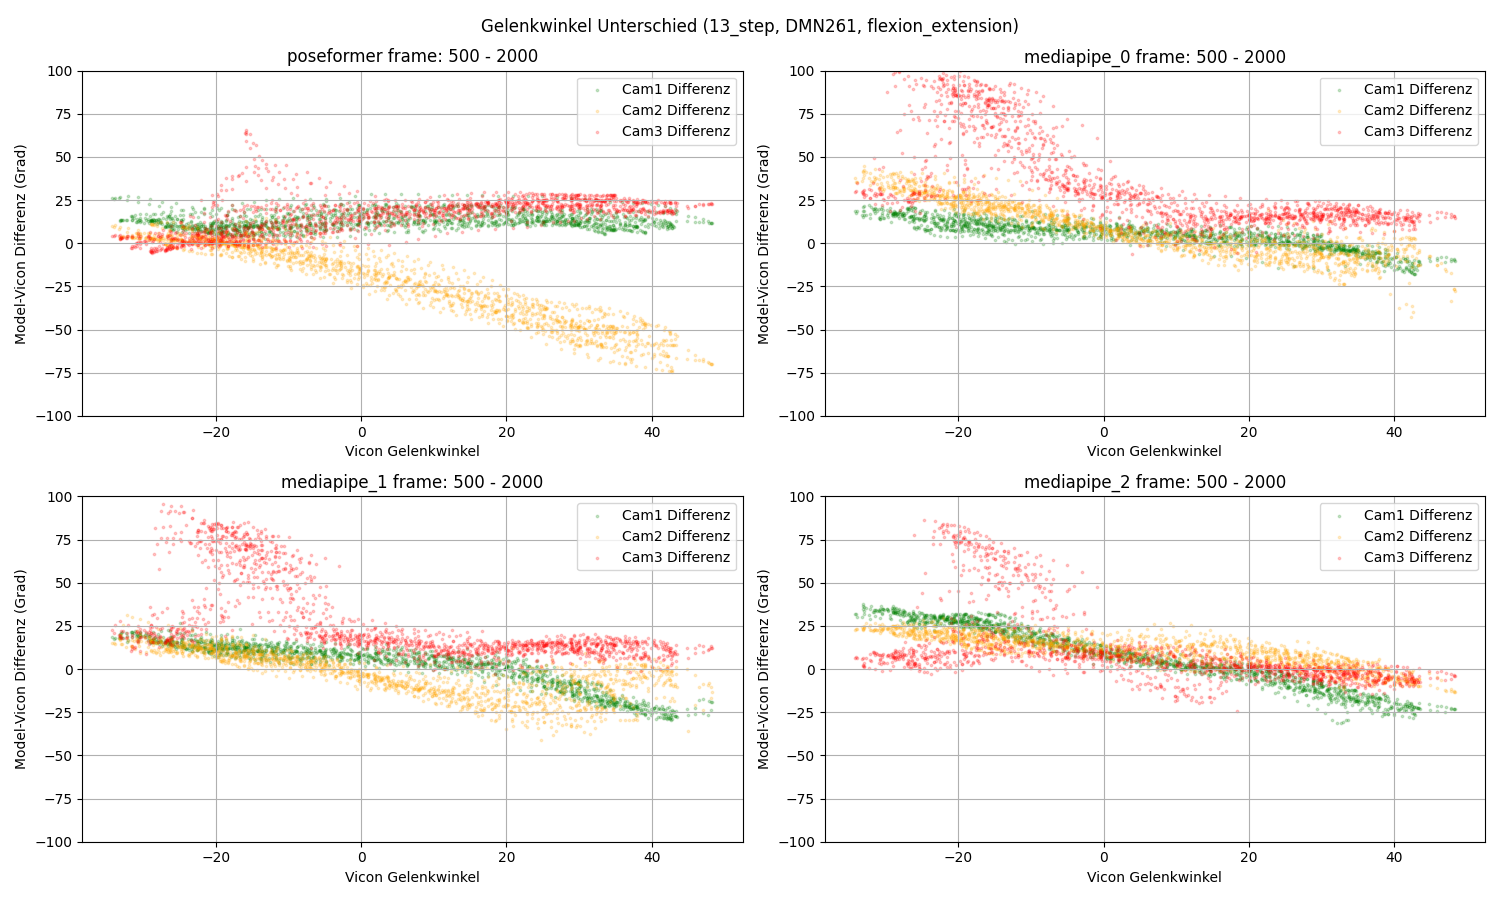 Gelenkwinkel Unterschied (13_step, DMN261, flexion_extension)
poseformer frame: 500 - 2000
100
75
50
25
0
−25
−50
−75
−100
Model-Vicon Differenz (Grad)
Cam1 Differenz
Cam2 Differenz
Cam3 Differenz
−20
0
20
40
Vicon Gelenkwinkel
mediapipe_0 frame: 500 - 2000
100
75
50
25
0
−25
−50
−75
−100
Model-Vicon Differenz (Grad)
Cam1 Differenz
Cam2 Differenz
Cam3 Differenz
−20
0
20
40
Vicon Gelenkwinkel
mediapipe_1 frame: 500 - 2000
100
75
50
25
0
−25
−50
−75
−100
Model-Vicon Differenz (Grad)
Cam1 Differenz
Cam2 Differenz
Cam3 Differenz
−20
0
20
40
Vicon Gelenkwinkel
mediapipe_2 frame: 500 - 2000
100
75
50
25
0
−25
−50
−75
−100
Model-Vicon Differenz (Grad)
Cam1 Differenz
Cam2 Differenz
Cam3 Differenz
−20
0
20
40
Vicon Gelenkwinkel